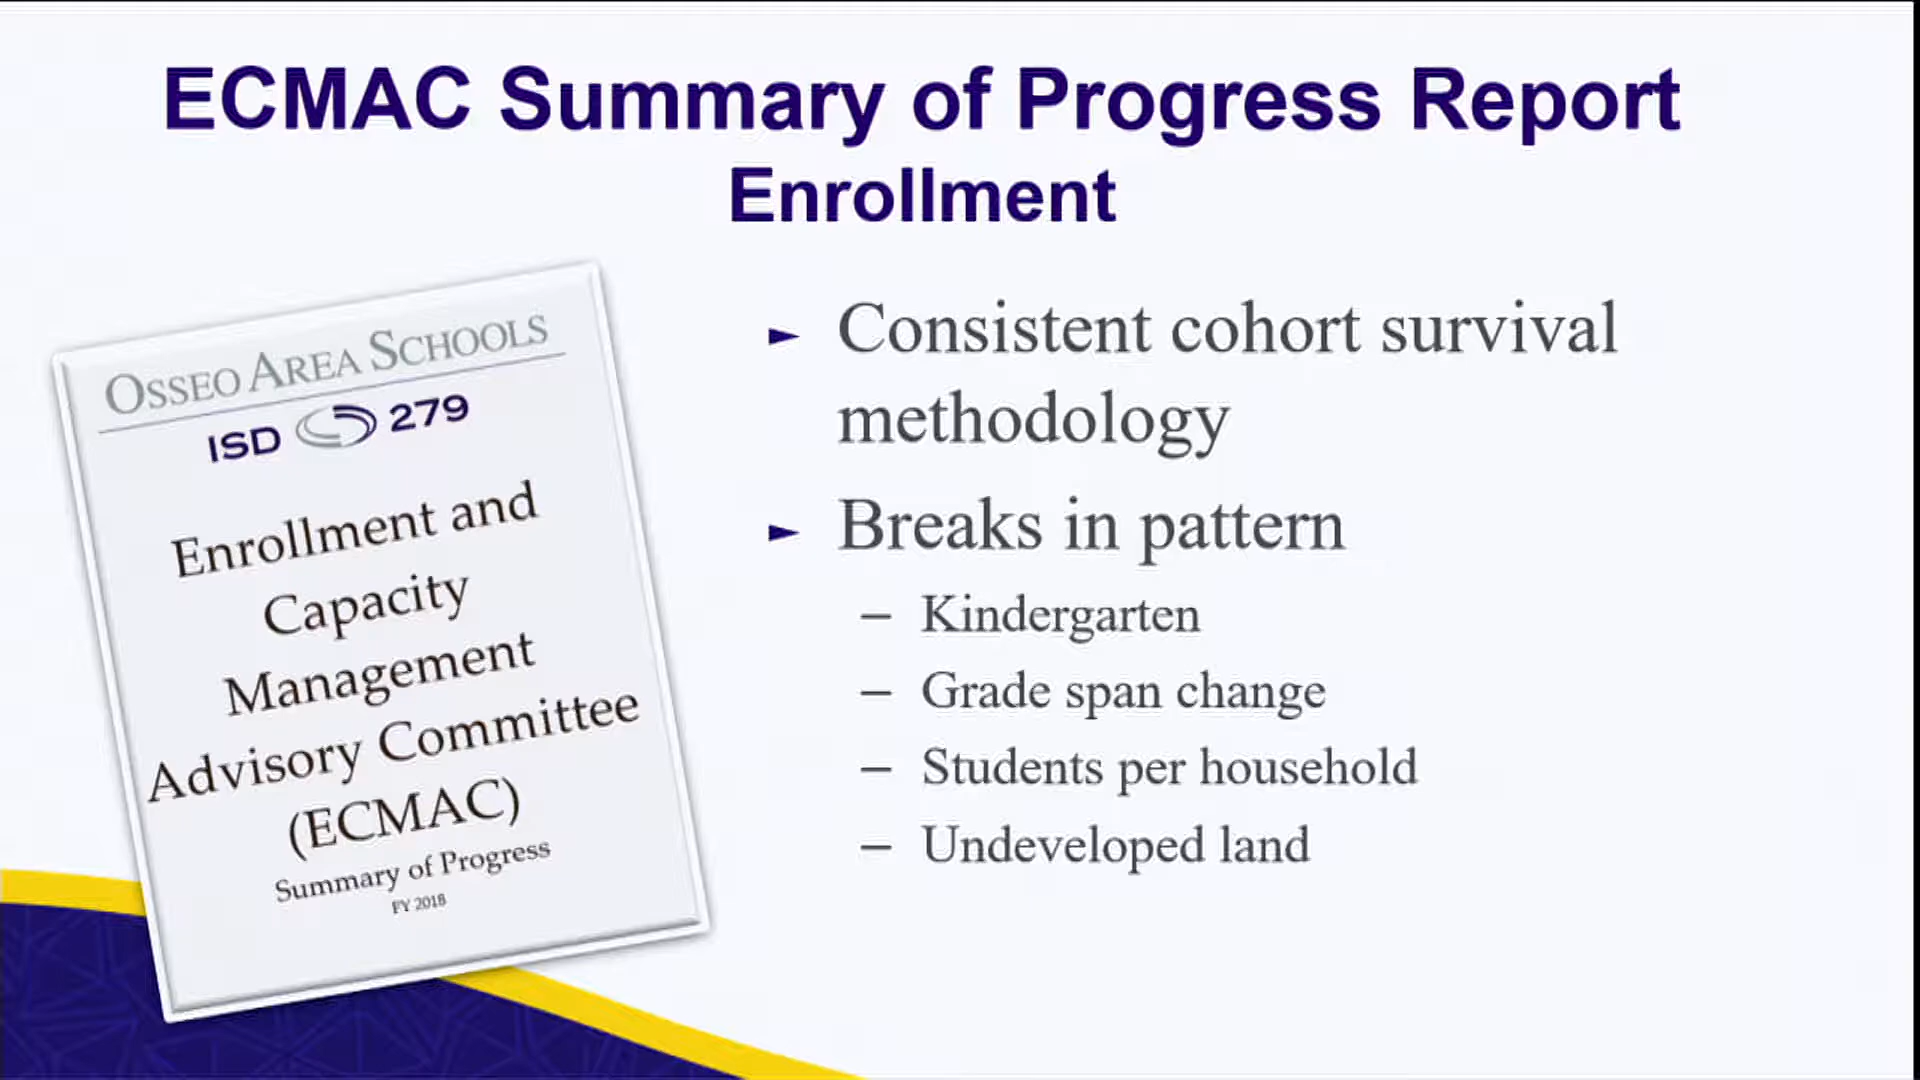 ECMAC Summary of Progress Report
Enrollment
OSSEO AREA SCHOOLS
ISD 279
Enrollment and
Capacity
Management
Advisory Committee
(ECMAC)
Summary of Progress
FY 2018
► Consistent cohort survival
methodology
► Breaks in pattern
– Kindergarten
– Grade span change
– Students per household
– Undeveloped land